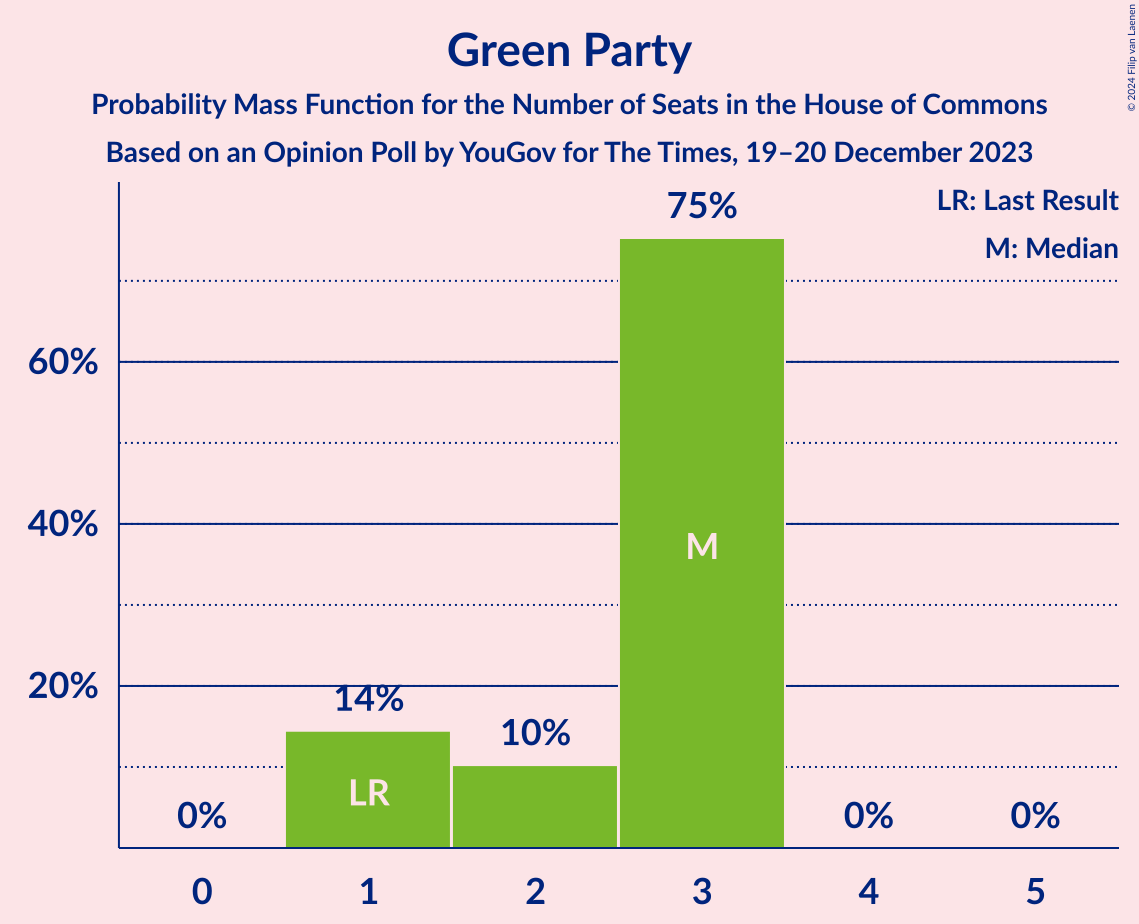 Green Party
Probability Mass Function for the Number of Seats in the House of Commons
Based on an Opinion Poll by YouGov for The Times, 19–20 December 2023
© 2024 Filip van Laenen
LR: Last Result
M: Median
75%
60%
40%
M
20%
14%
10%
LR
0%
0%
0%
0
1
2
3
4
5